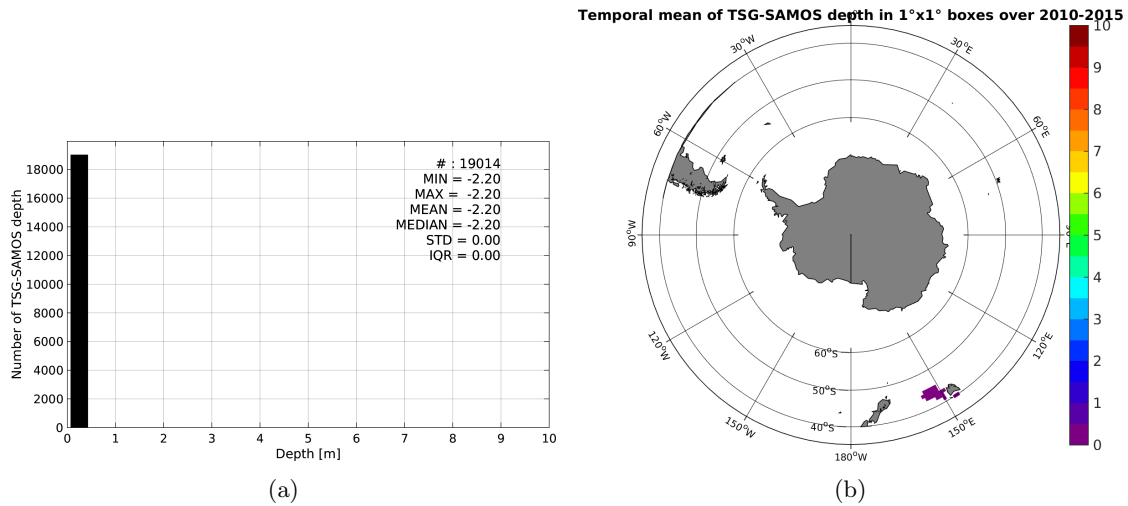 Temporal mean of TSG-SAMOS depth in 1°x1° boxes over 2010-2015
18000
16000
14000
12000
10000
8000
6000
4000
2000
0
Number of TSG-SAMOS depth
# : 19014
MIN = -2.20
MAX = -2.20
MEAN = -2.20
MEDIAN = -2.20
STD = 0.00
IQR = 0.00
0 1 2 3 4 5 6 7 8 9 10
Depth [m]
(a)
30°W
30°E
60°W
60°E
90°W
120°W
120°E
150°W
150°E
180°W
60°S
50°S
40°S
10
9
8
7
6
5
4
3
2
1
0
(b)